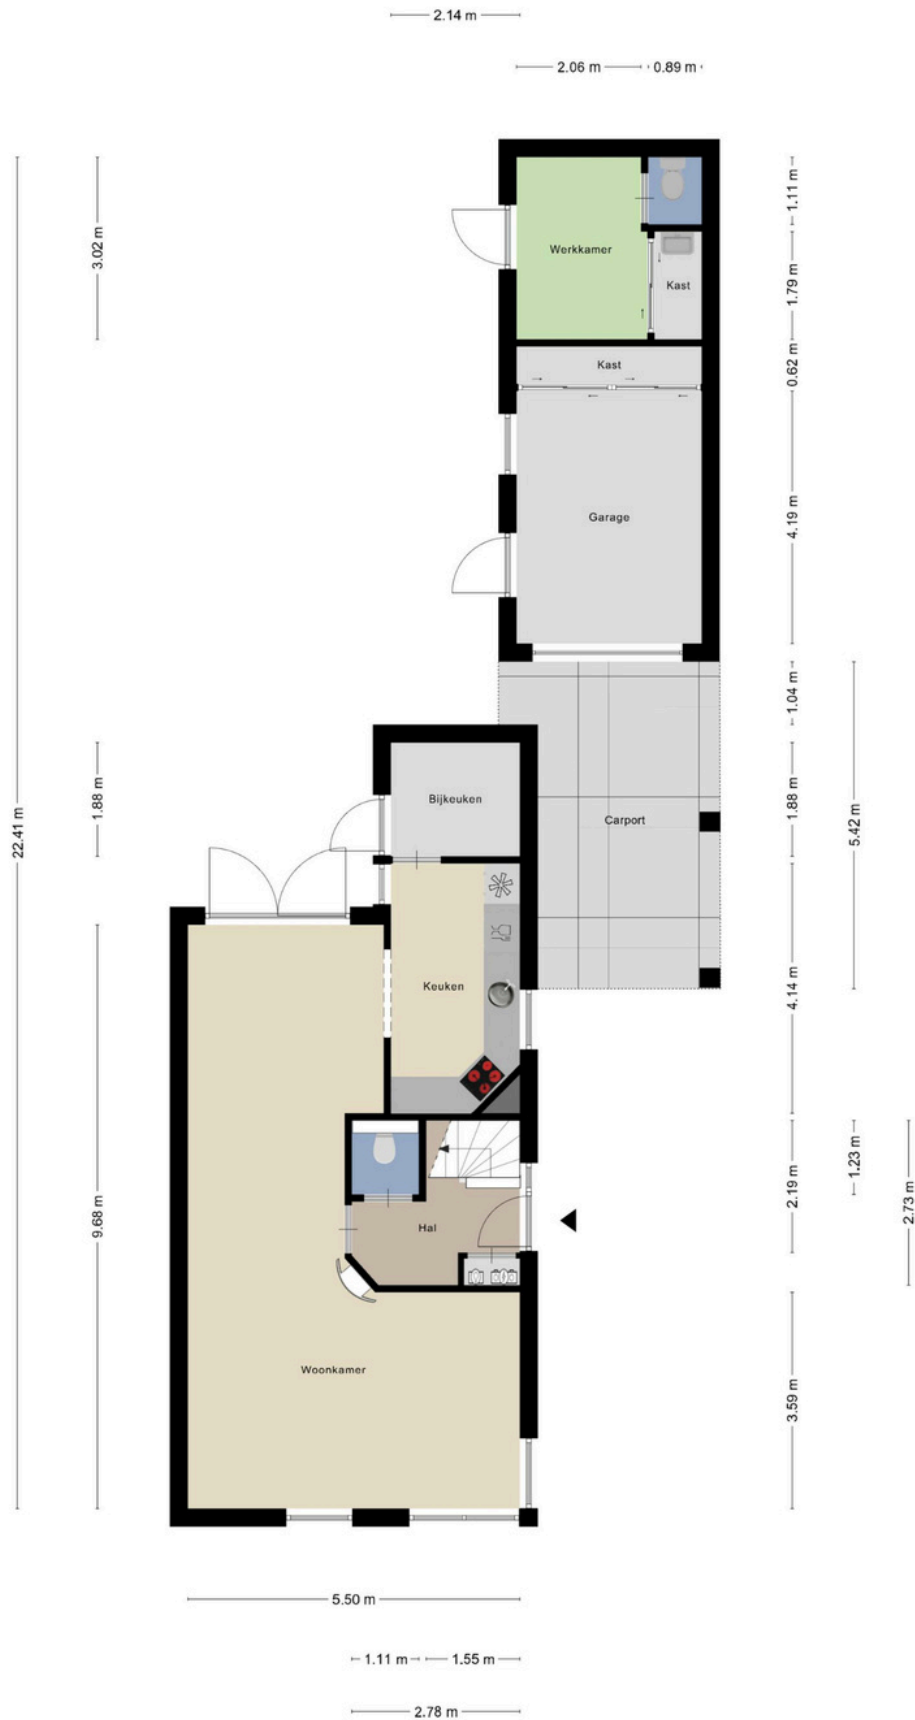 2.14 m
2.06 m
0.89 m
1.11 m
3.02 m
Werkkamer
1.79 m
Kast
0.62 m
Kast
4.19 m
Garage
1.04 m
22.41 m
1.88 m
Bijkeuken
1.88 m
Carport
5.42 m
Keuken
4.14 m
9.68 m
Hal
2.19 m
1.23 m
2.73 m
Woonkamer
3.59 m
5.50 m
1.11 m
1.55 m
2.78 m